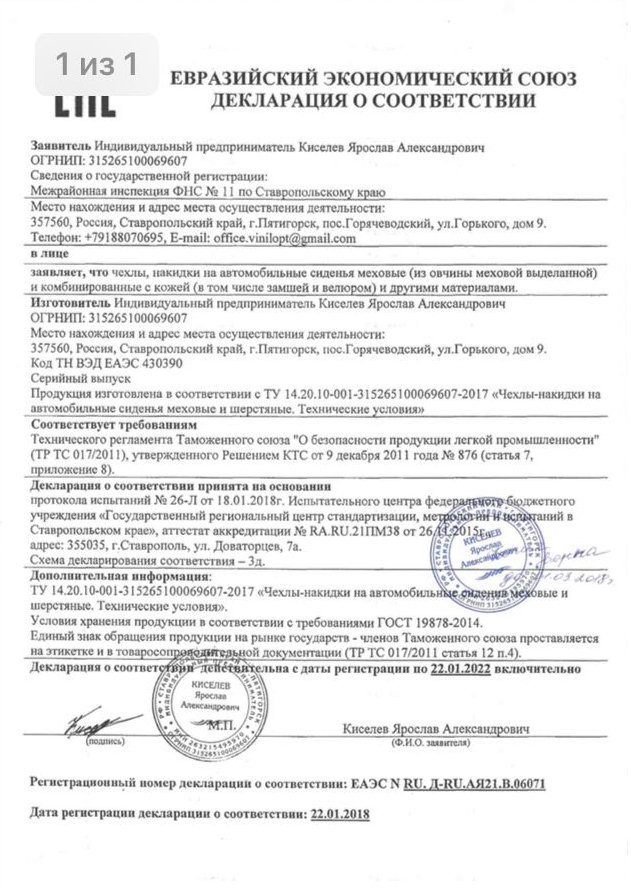 1 из 1
ЕАС
ЕВРАЗИЙСКИЙ ЭКОНОМИЧЕСКИЙ СОЮЗ
ДЕКЛАРАЦИЯ О СООТВЕТСТВИИ
Заявитель Индивидуальный предприниматель Киселев Ярослав Александрович
ОГРНИП: 315265100069607
Сведения о государственной регистрации:
Межрайонная инспекция ФНС № 11 по Ставропольскому краю
Место нахождения и адрес места осуществления деятельности:
357560, Россия, Ставропольский край, г.Пятигорск, пос.Горячеводский, ул.Горького, дом 9.
Телефон: +79188070695, E-mail: office.vinilopt@gmail.com
в лице
заявляет, что чехлы, накидки на автомобильные сиденья меховые (из овчины меховой выделанной)
и комбинированные с кожей (в том числе замшей и велюром) и другими материалами.
Изготовитель Индивидуальный предприниматель Киселев Ярослав Александрович
ОГРНИП: 315265100069607
Место нахождения и адрес места осуществления деятельности:
357560, Россия, Ставропольский край, г.Пятигорск, пос.Горячеводский, ул.Горького, дом 9.
Код ТН ВЭД ЕАЭС 430390
Серийный выпуск
Продукция изготовлена в соответствии с ТУ 14.20.10-001-315265100069607-2017 «Чехлы-накидки на
автомобильные сиденья меховые и шерстяные. Технические условия»
Соответствует требованиям
Технического регламента Таможенного союза "О безопасности продукции легкой промышленности"
(ТР ТС 017/2011), утвержденного Решением КТС от 9 декабря 2011 года № 876 (статья 7,
приложение 8).
Декларация о соответствии принята на основании
протокола испытаний № 26-Л от 18.01.2018г. Испытательного центра федерального бюджетного
учреждения «Государственный региональный центр стандартизации, метрологии и испытаний в
Ставропольском крае», аттестат аккредитации № RA.RU.21ПМ38 от 26.11.2015г.
адрес: 355035, г.Ставрополь, ул. Доваторцев, 7а.
Схема декларирования соответствия – 3д.
КИСЕЛЕВ
Ярослав
Александрович
Дополнительная информация:
ТУ 14.20.10-001-315265100069607-2017 «Чехлы-накидки на автомобильные сидения меховые и
шерстяные. Технические условия».
Условия хранения продукции в соответствии с требованиями ГОСТ 19878-2014.
Единый знак обращения продукции на рынке государств - членов Таможенного союза проставляется
на этикетке и в товаросопроводительной документации (ТР ТС 017/2011 статья 12 п.4).
Декларация о соответствии действительна с даты регистрации по 22.01.2022 включительно
КИСЕЛЕВ
Ярослав
Александрович
М.П.
(подпись)
Киселев Ярослав Александрович
(Ф.И.О. заявителя)
Регистрационный номер декларации о соответствии: ЕАЭС N RU. Д-RU.АЯ21.В.06071
Дата регистрации декларации о соответствии: 22.01.2018